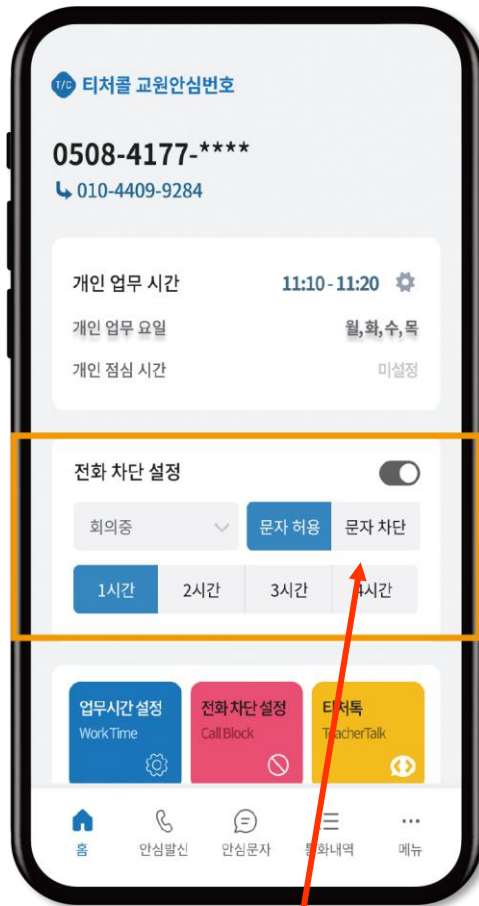 T/C 티처콜 교원안심번호
0508-4177-****
010-4409-9284
개인 업무 시간 11:10 - 11:20
개인 업무 요일 월,화,수,목
개인 점심 시간 미설정
전화 차단 설정
회의중 문자 허용 문자 차단
1시간 2시간 3시간 4시간
업무시간 설정 전화 차단 설정 티처톡
Work Time Call Block TeacherTalk
홈 안심발신 안심문자 통화내역 메뉴